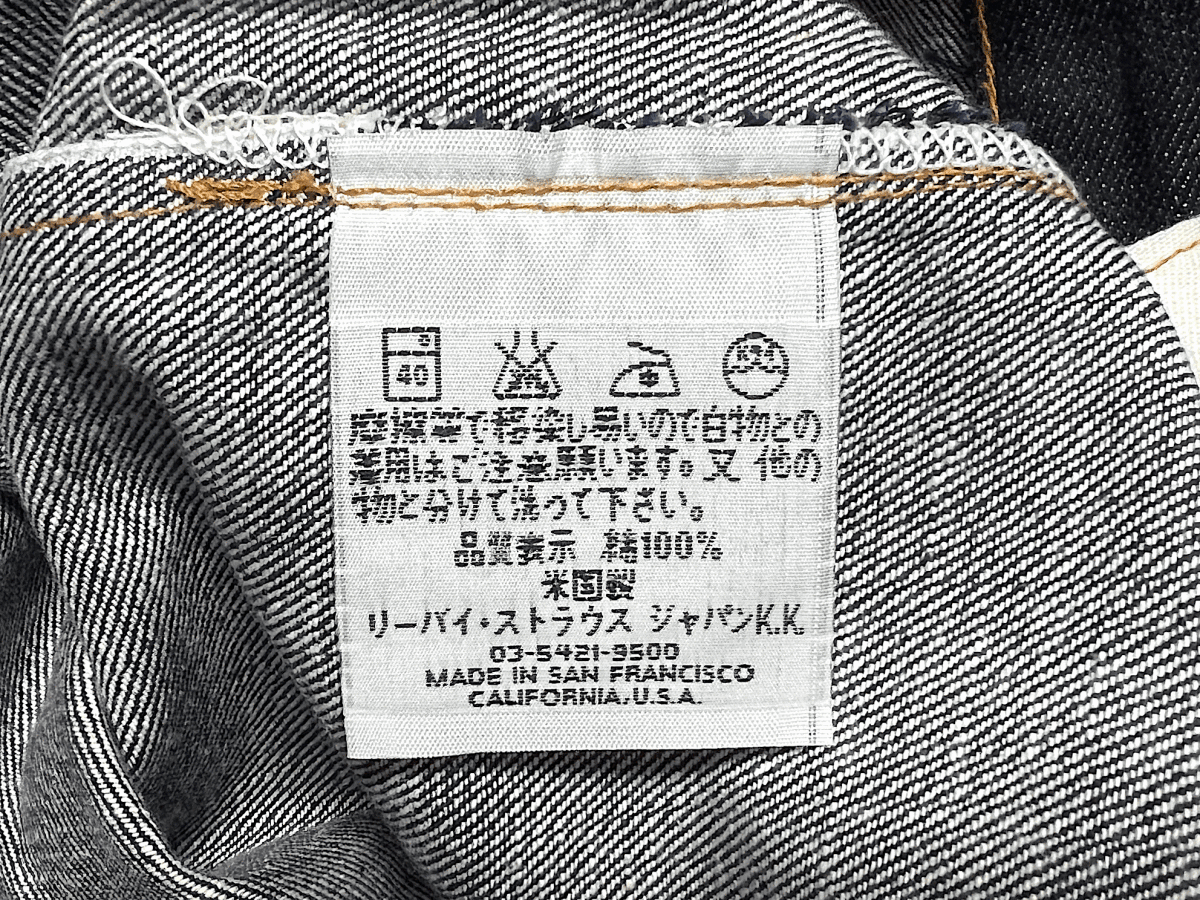 40
ドライ
摩擦等で移染し易いので白物との
着用はご注意願います。又 他の
物と分けて洗って下さい。
品質表示 綿100%
米国製
リーバイ・ストラウス ジャパンK.K.
03-5421-9500
MADE IN SAN FRANCISCO
CALIFORNIA.U.S.A.